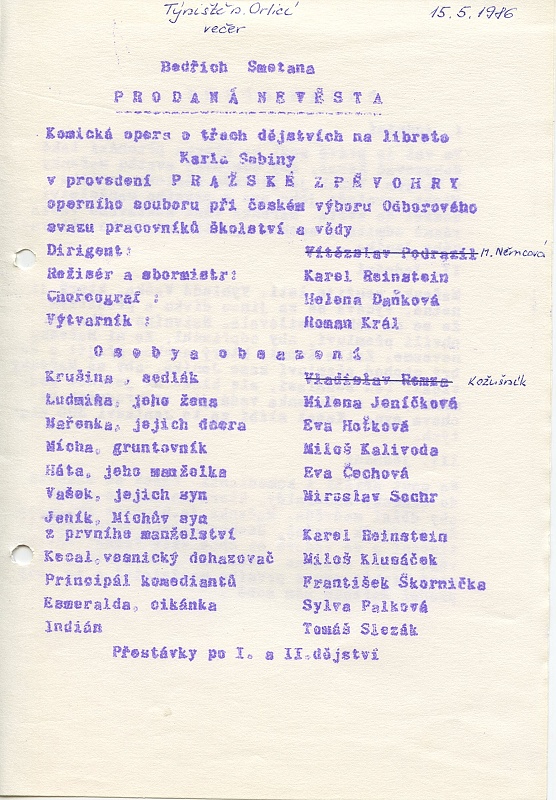 Týniště n. Orlicí 15.5.1986
večer
Bedřich Smetana
PRODANÁ NEVĚSTA
Komická opera o třech dějstvích na libreto
Karla Sabiny
v provedení PRAŽSKÉ ZPĚVOHRY
operního souboru při českém výboru Odborového
svazu pracovníků školství a vědy
Dirigent: Vítězslav Podrazil M. Němcová
Režisér a sbormistr: Karel Reinstein
Choreograf : Helena Daňková
Výtvarník : Roman Král
Osoby a obsazení
Krušina , sedlák Vladislav Kožušník
Ludmila, jeho žena Milena Jeníčková
Mařenka, jejich dcera Eva Hoťková
Mícha, gruntovník Miloš Kalivoda
Háta, jeho manželka Eva Čechová
Vašek, jejich syn Miroslav Sochr
Jeník, Míchův syn
z prvního manželství Karel Reinstein
Kecal,vesnický dohazovač Miloš Klusáček
Principál komediantů František Škornička
Esmeralda, cikánka Sylva Palková
Indián Tomáš Slezák
Přestávky po I. a II.dějství